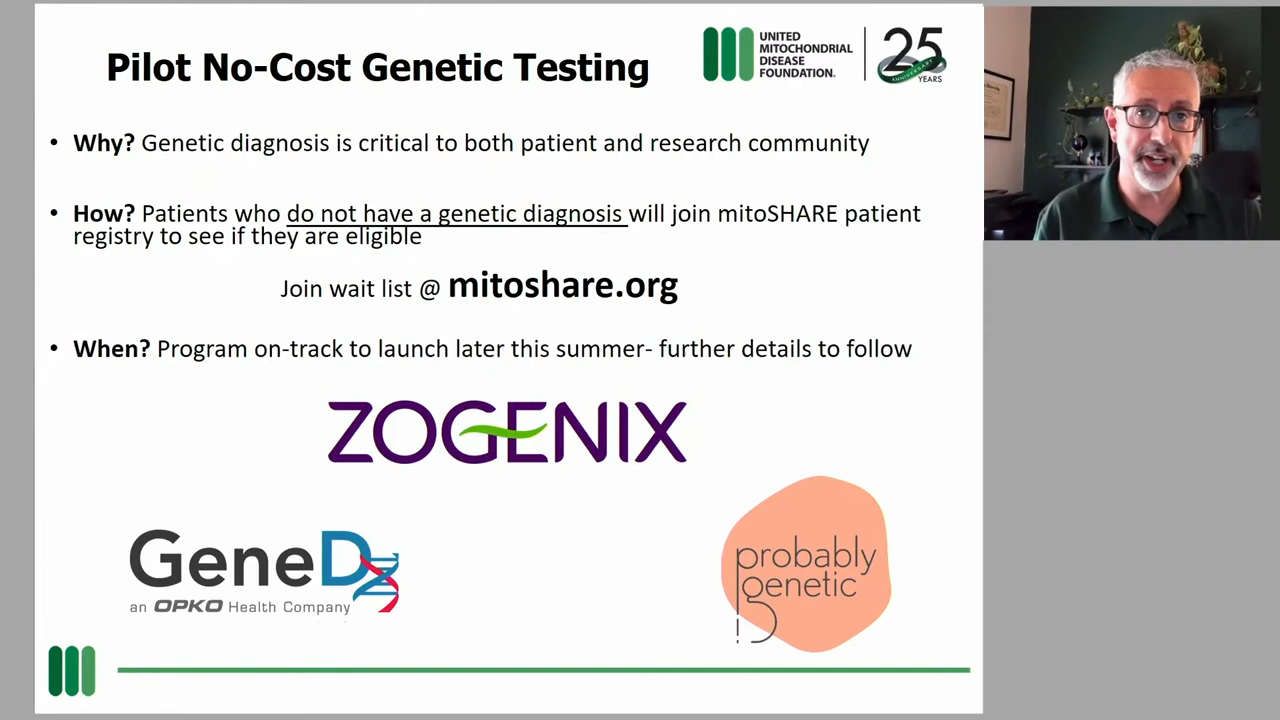 Pilot No-Cost Genetic Testing
UNITED
MITOCHONDRIAL
DISEASE
FOUNDATION.
25
ANNIVERSARY
YEARS
• Why? Genetic diagnosis is critical to both patient and research community
• How? Patients who do not have a genetic diagnosis will join mitoSHARE patient
registry to see if they are eligible
Join wait list @ mitoshare.org
• When? Program on-track to launch later this summer- further details to follow
ZOGENIX
GeneDx
an OPKO Health Company
probably
genetic